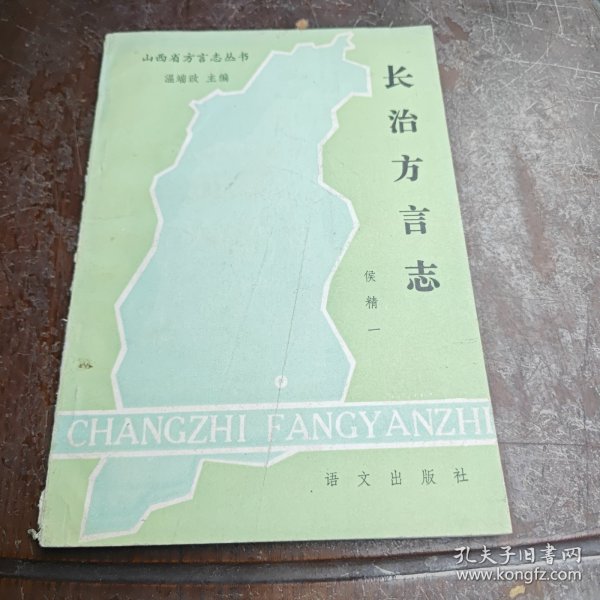 山西省方言志丛书
温端政 主编
长治方言志
侯精一
CHANGZHI FANGYANZHI
语文出版社
孔夫子旧书网
www.kongfz.com